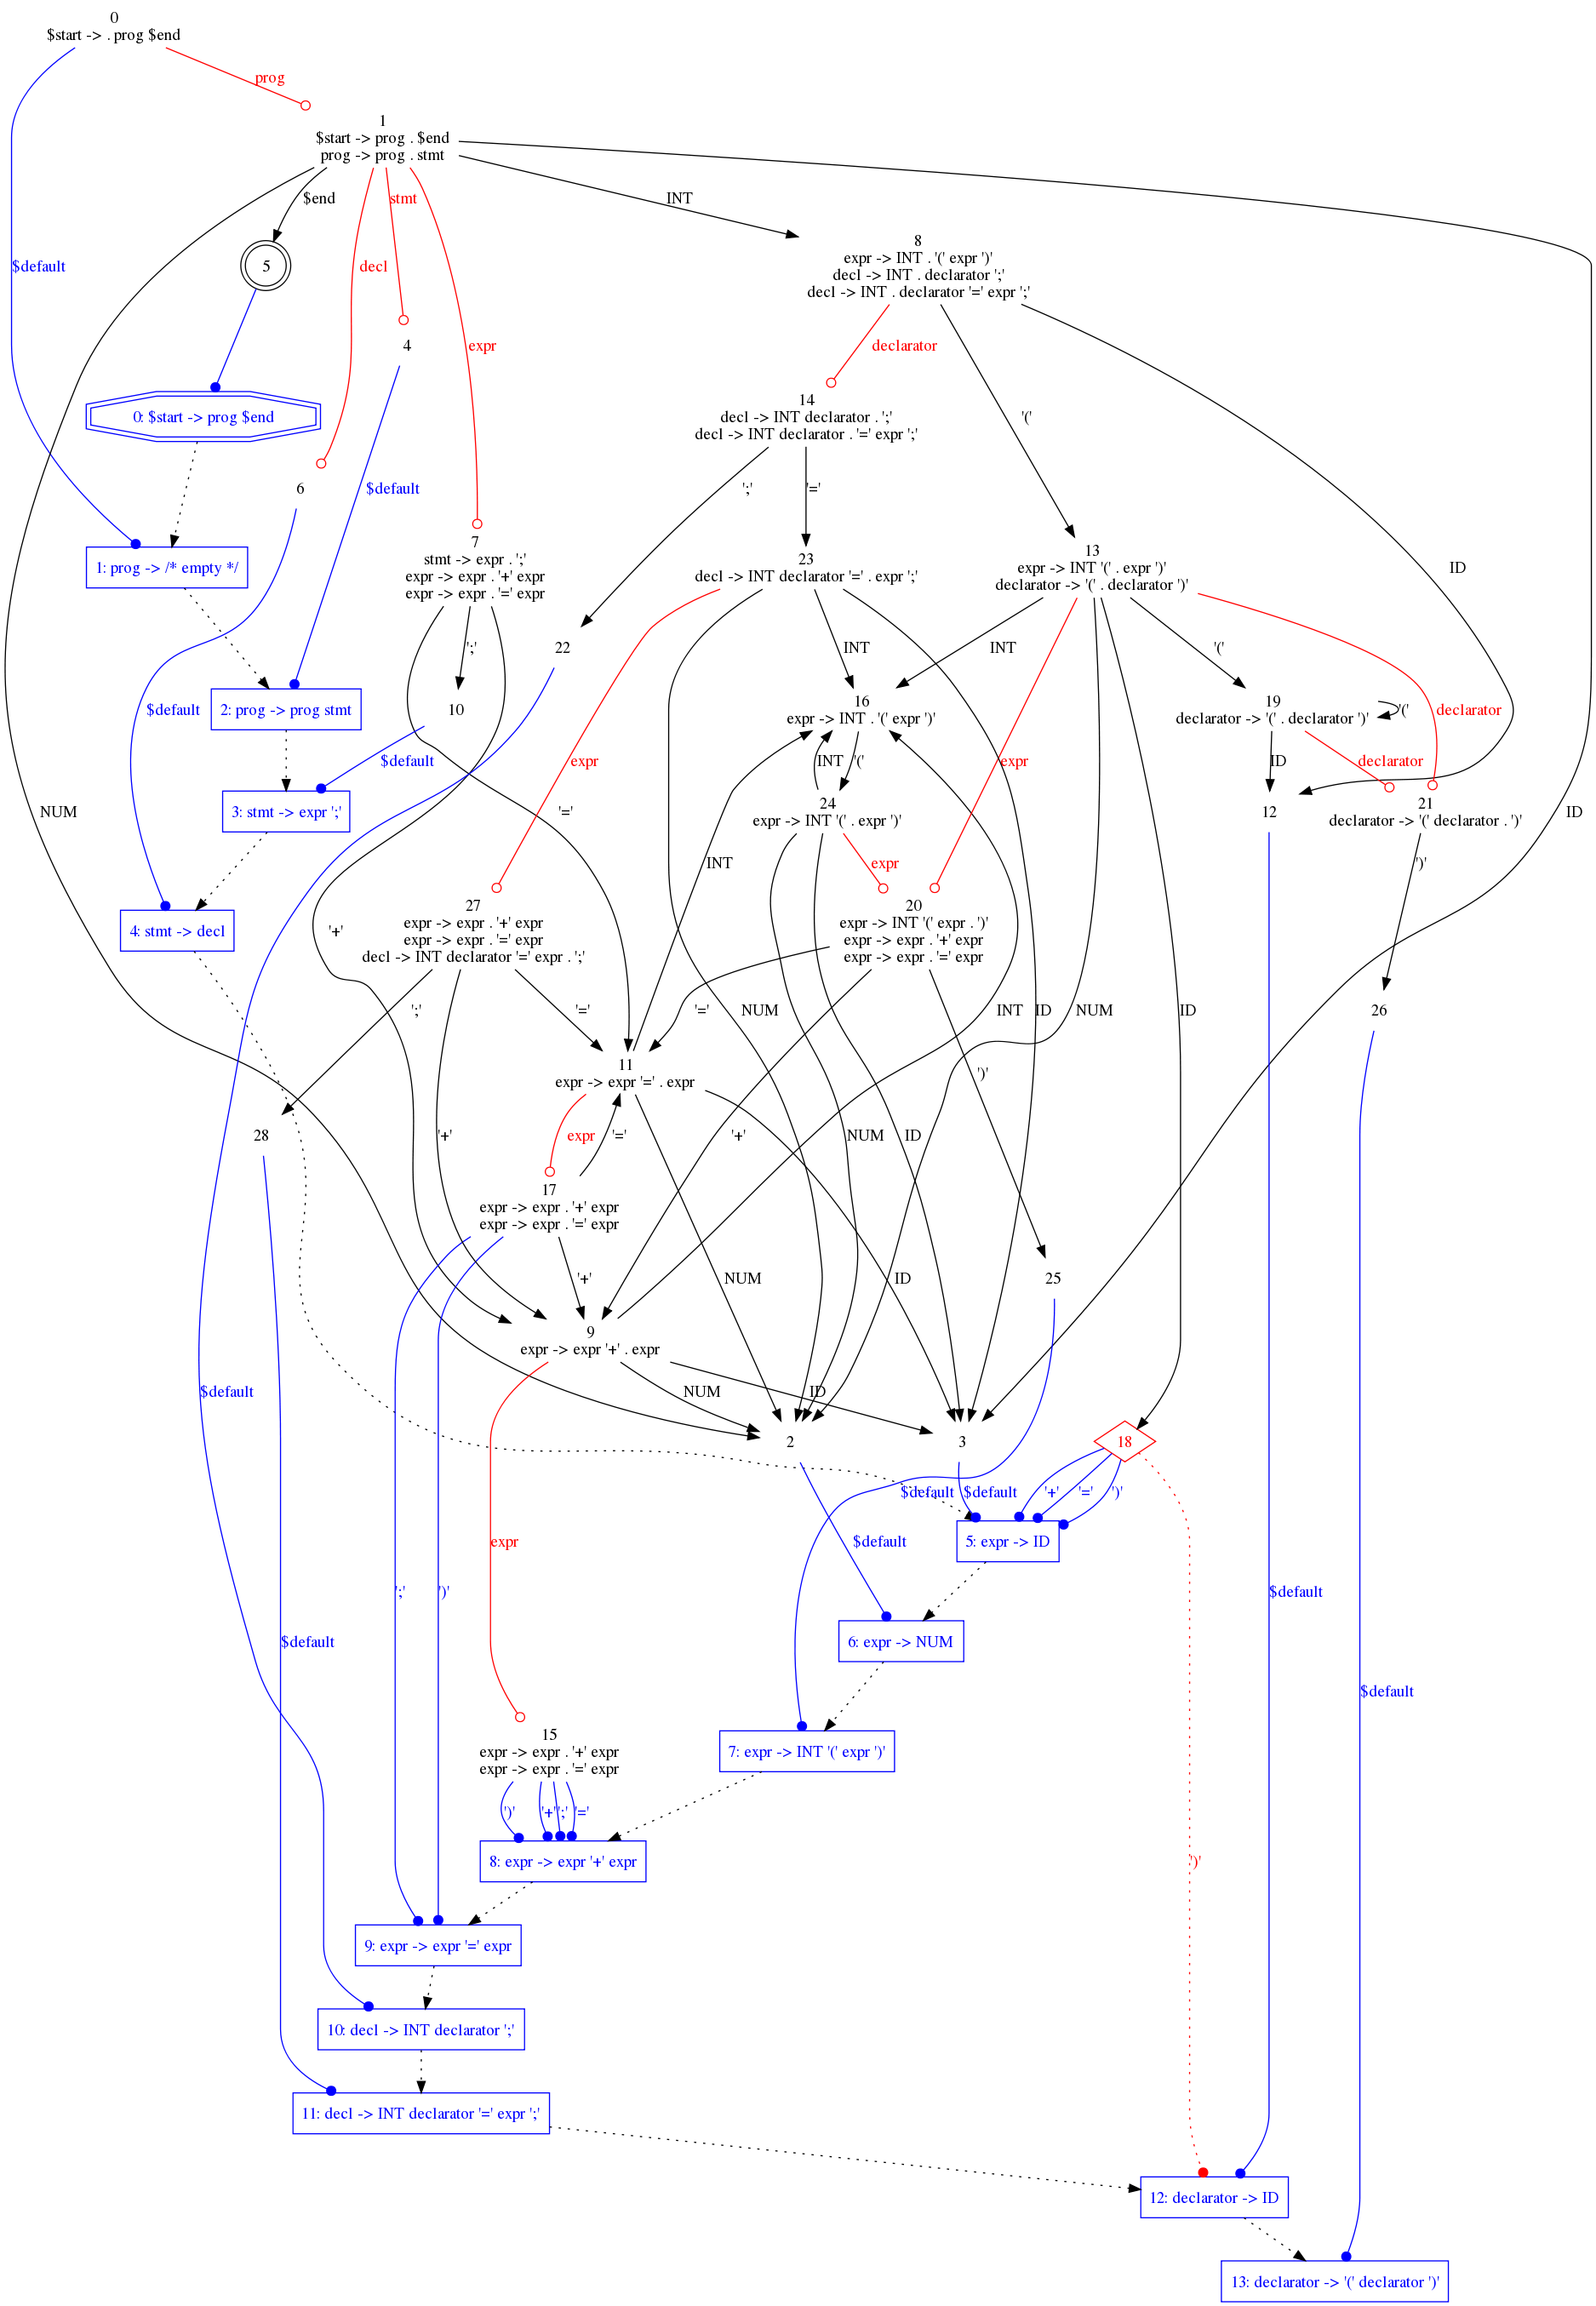 0
$start -> . prog $end
prog
1
$start -> prog . $end
prog -> prog . stmt
$end
stmt
INT
8
expr -> INT . '(' expr ')'
decl -> INT . declarator ';'
decl -> INT . declarator '=' expr ';'
$default
5
decl
4
expr
declarator
0: $start -> prog $end
14
decl -> INT declarator . ';'
decl -> INT declarator . '=' expr ';'
'('
6
$default
';'
'='
7
stmt -> expr . ';'
expr -> expr . '+' expr
expr -> expr . '=' expr
1: prog -> /* empty */
23
decl -> INT declarator '=' . expr ';'
13
expr -> INT '(' . expr ')'
declarator -> '(' . declarator ')'
ID
22
';'
INT
INT
'('
2: prog -> prog stmt
$default
10
16
expr -> INT . '(' expr ')'
19
declarator -> '(' . declarator ')'
'('
declarator
$default
expr
INT
'('
expr
ID
declarator
3: stmt -> expr ';'
NUM
'='
24
expr -> INT '(' . expr ')'
12
21
declarator -> '(' declarator . ')'
ID
INT
expr
')'
4: stmt -> decl
'+'
27
expr -> expr . '+' expr
expr -> expr . '=' expr
decl -> INT declarator '=' expr . ';'
20
expr -> INT '(' expr . ')'
expr -> expr . '+' expr
expr -> expr . '=' expr
';'
'='
'='
NUM
INT
ID
NUM
ID
26
11
expr -> expr '=' . expr
')'
28
'+'
expr
'='
'+'
NUM
ID
17
expr -> expr . '+' expr
expr -> expr . '=' expr
'+'
NUM
ID
25
9
expr -> expr '+' . expr
$default
NUM
ID
2
3
18
$default
$default
'+'
'='
')'
expr
$default
5: expr -> ID
';'
')'
$default
$default
6: expr -> NUM
$default
15
expr -> expr . '+' expr
expr -> expr . '=' expr
7: expr -> INT '(' expr ')'
')'
'+'
';'
'='
8: expr -> expr '+' expr
')'
9: expr -> expr '=' expr
10: decl -> INT declarator ';'
11: decl -> INT declarator '=' expr ';'
12: declarator -> ID
13: declarator -> '(' declarator ')'